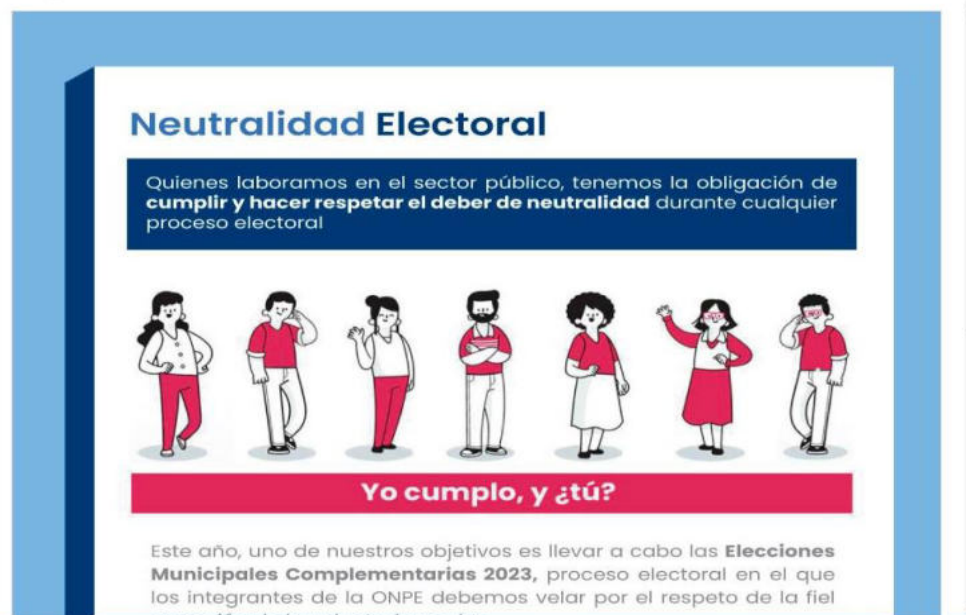 Neutralidad Electoral
Quienes laboramos en el sector público, tenemos la obligación de
cumplir y hacer respetar el deber de neutralidad durante cualquier
proceso electoral
Yo cumplo, y ¿tú?
Este año, uno de nuestros objetivos es llevar a cabo las Elecciones
Municipales Complementarias 2023, proceso electoral en el que
los integrantes de la ONPE debemos velar por el respeto de la fiel